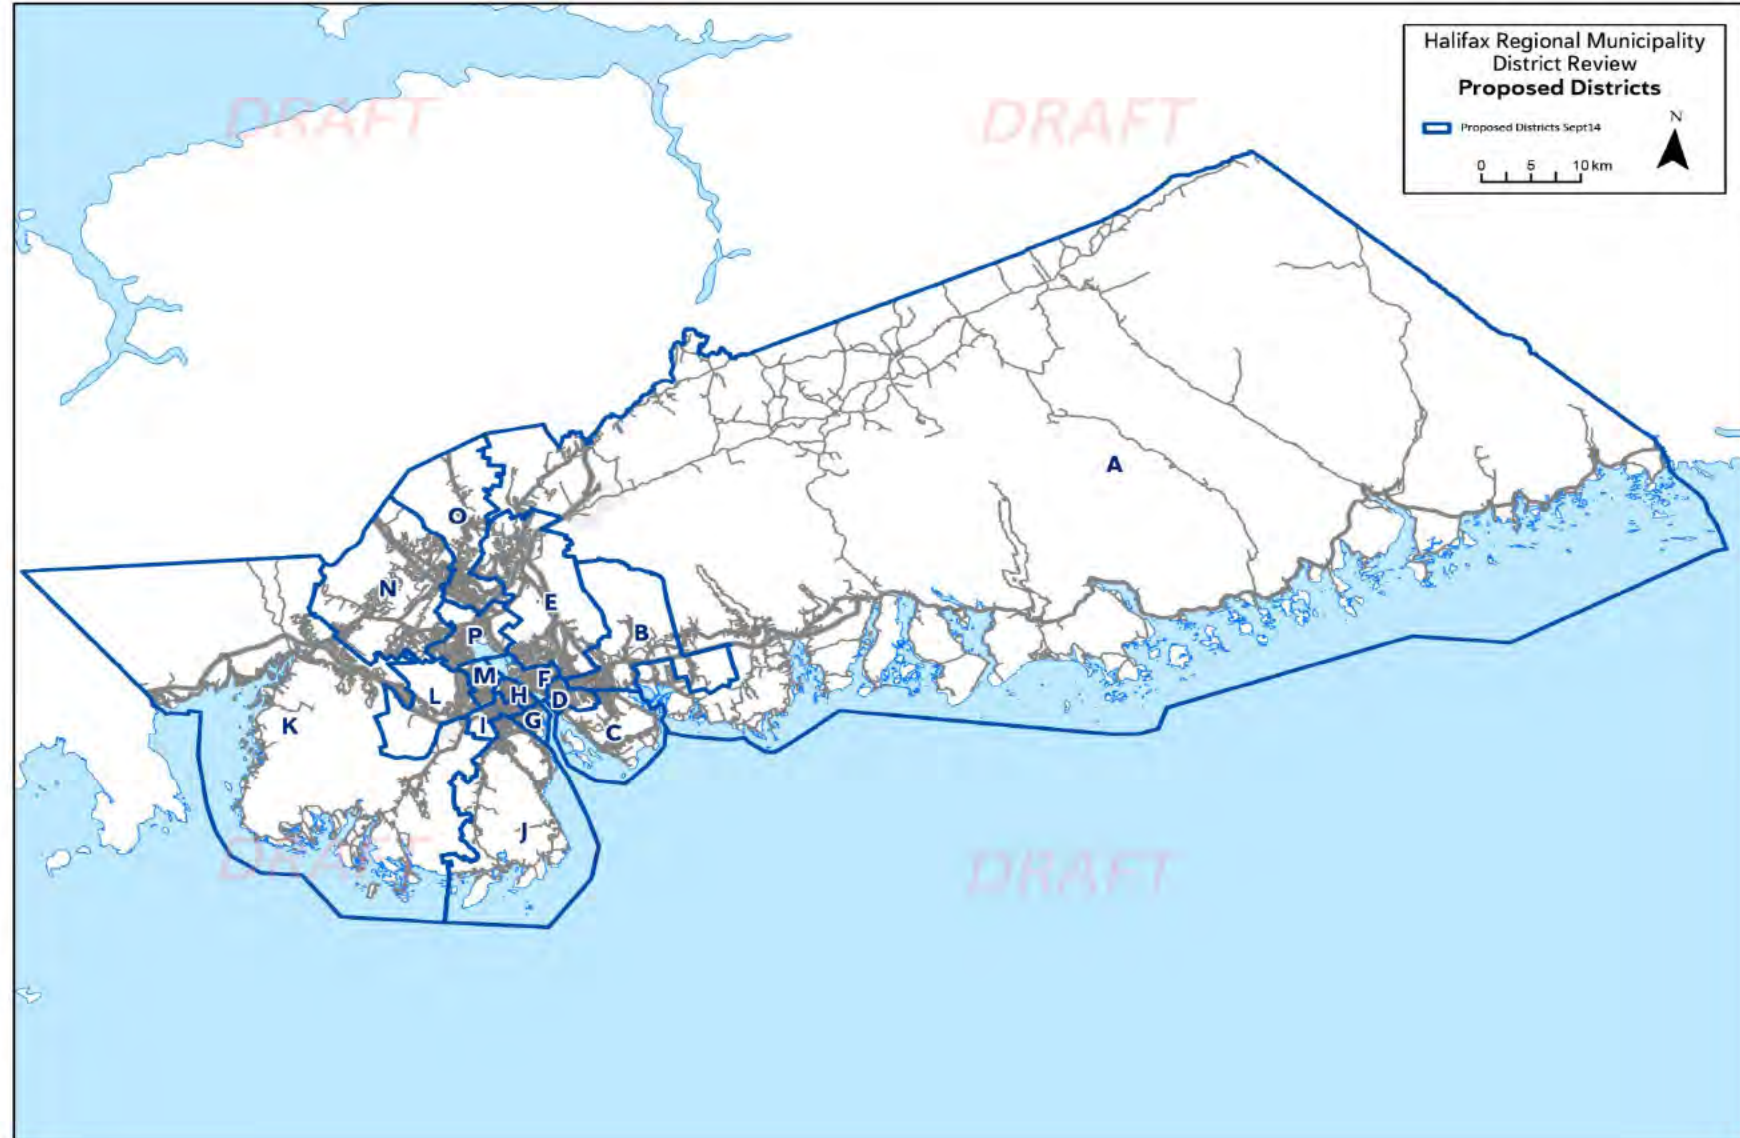 Halifax Regional Municipality
District Review
Proposed Districts
N
Proposed Districts Sept14
0 5 10 km
DRAFT
DRAFT
A
O
N
E
P
B
M
F
L
H
D
I
G
K
C
J
DRAFT
DRAFT